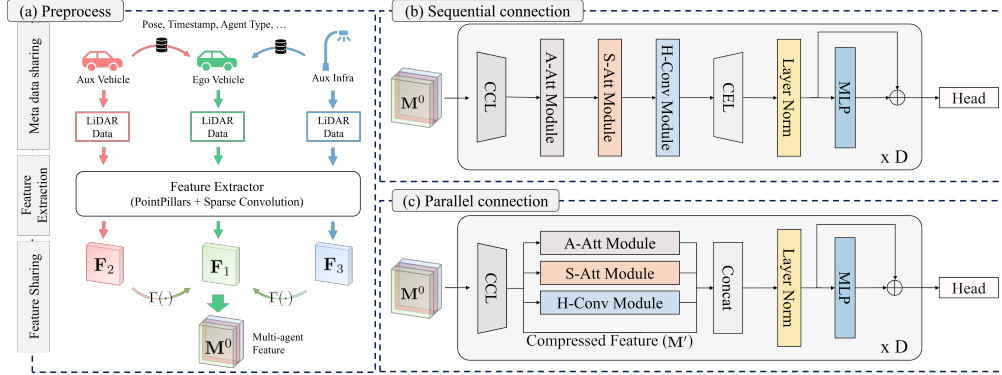 (a) Preprocess
Pose, Timestamp, Agent Type, …
Meta data sharing
Aux Vehicle
Ego Vehicle
Aux Infra
LiDAR
Data
LiDAR
Data
LiDAR
Data
Feature
Extraction
Feature Extractor
(PointPillars + Sparse Convolution)
Feature Sharing
F₂
F₁
F₃
Γ(·)
Γ(·)
M⁰
Multi-agent
Feature
(b) Sequential connection
M⁰
CCL
A-Att Module
S-Att Module
H-Conv Module
CEL
Layer Norm
MLP
Head
x D
(c) Parallel connection
M⁰
CCL
A-Att Module
S-Att Module
H-Conv Module
Compressed Feature (M′)
Concat
Layer Norm
MLP
Head
x D